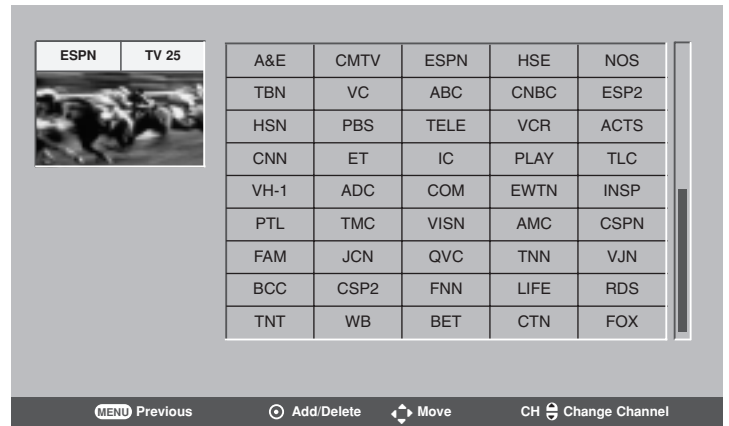 ESPN TV 25
A&E CMTV ESPN HSE NOS
TBN VC ABC CNBC ESP2
HSN PBS TELE VCR ACTS
CNN ET IC PLAY TLC
VH-1 ADC COM EWTN INSP
PTL TMC VISN AMC CSPN
FAM JCN QVC TNN VJN
BCC CSP2 FNN LIFE RDS
TNT WB BET CTN FOX
MENU Previous Add/Delete Move CH Change Channel